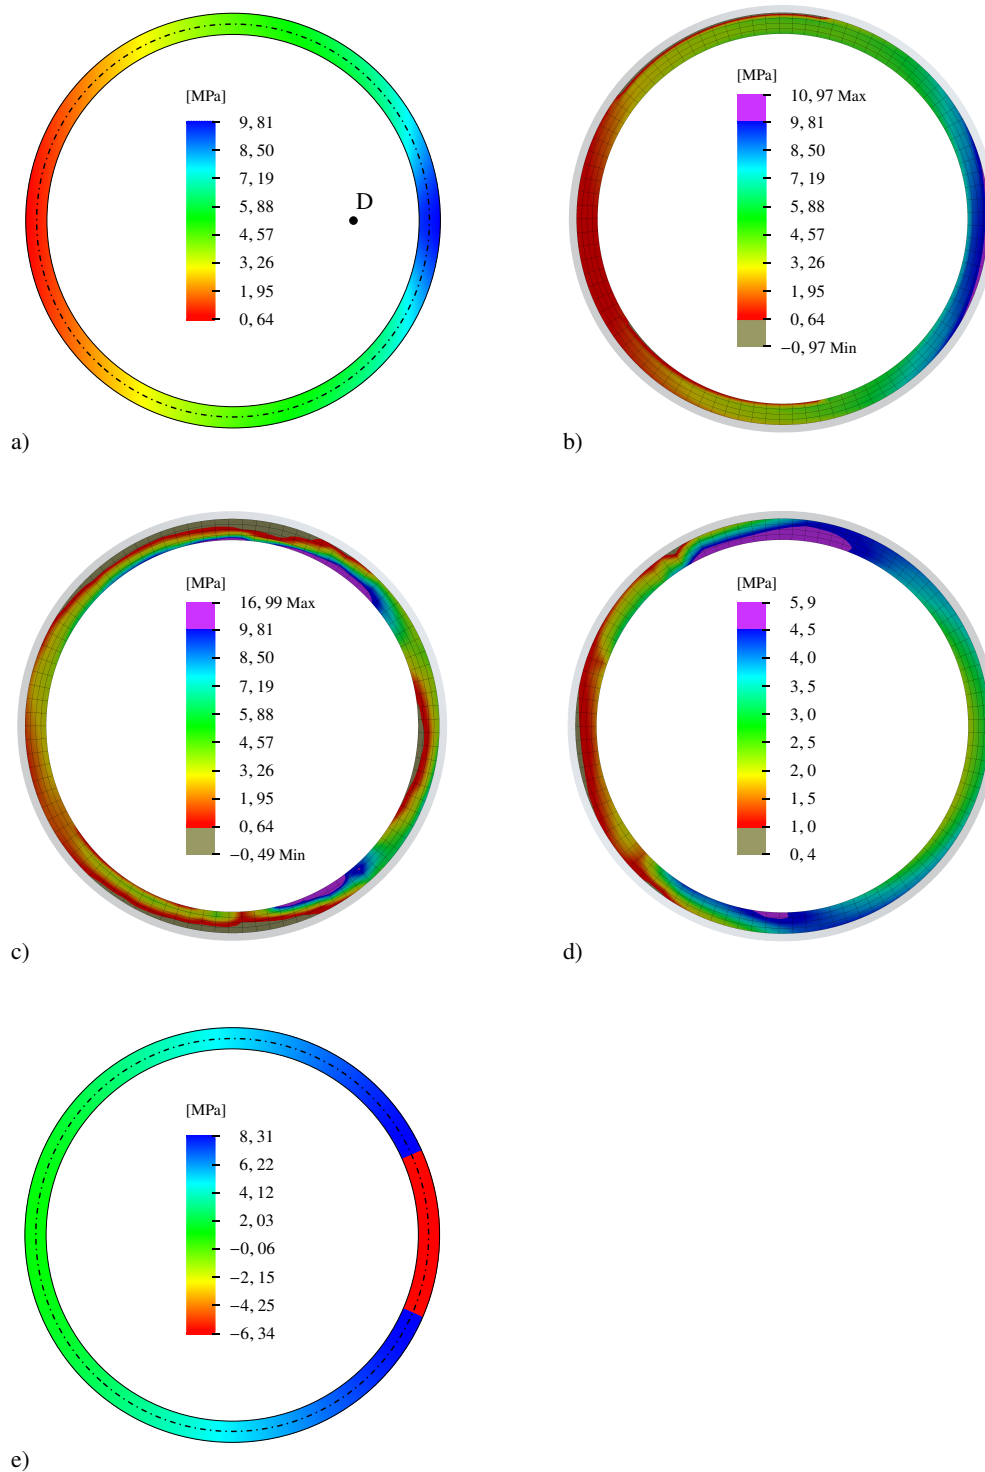 [MPa]
9, 81
8, 50
7, 19
5, 88
4, 57
3, 26
1, 95
0, 64
D
a)
[MPa]
10, 97 Max
9, 81
8, 50
7, 19
5, 88
4, 57
3, 26
1, 95
0, 64
−0, 97 Min
b)
[MPa]
16, 99 Max
9, 81
8, 50
7, 19
5, 88
4, 57
3, 26
1, 95
0, 64
−0, 49 Min
c)
[MPa]
5, 9
4, 5
4, 0
3, 5
3, 0
2, 5
2, 0
1, 5
1, 0
0, 4
d)
[MPa]
8, 31
6, 22
4, 12
2, 03
−0, 06
−2, 15
−4, 25
−6, 34
e)